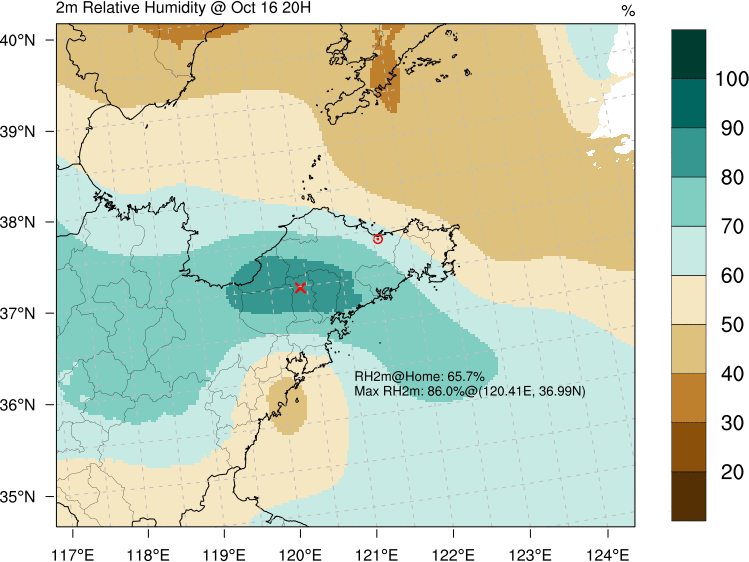 2m Relative Humidity @ Oct 16 20H
%
40°N
39°N
38°N
37°N
36°N
35°N
117°E
118°E
119°E
120°E
121°E
122°E
123°E
124°E
RH2m@Home: 65.7%
Max RH2m: 86.0%@(120.41E, 36.99N)
100
90
80
70
60
50
40
30
20